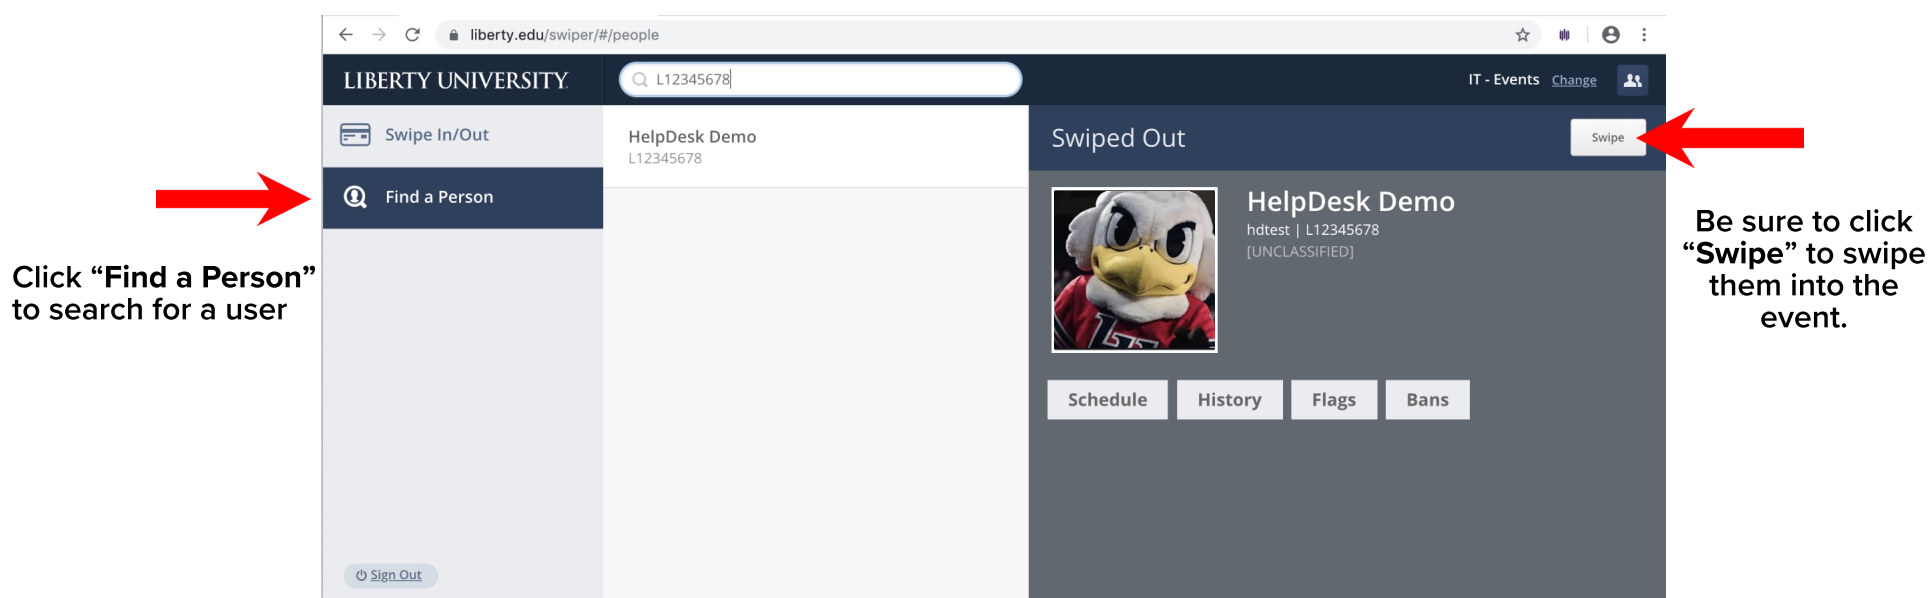 liberty.edu/swiper/#/people
LIBERTY UNIVERSITY.
L12345678
IT - Events Change
Swipe In/Out
Find a Person
Sign Out
HelpDesk Demo
L12345678
Swiped Out
Swipe
HelpDesk Demo
hdtest | L12345678
[UNCLASSIFIED]
LU
Schedule
History
Flags
Bans
Click “Find a Person”
to search for a user
Be sure to click
“Swipe” to swipe
them into the
event.